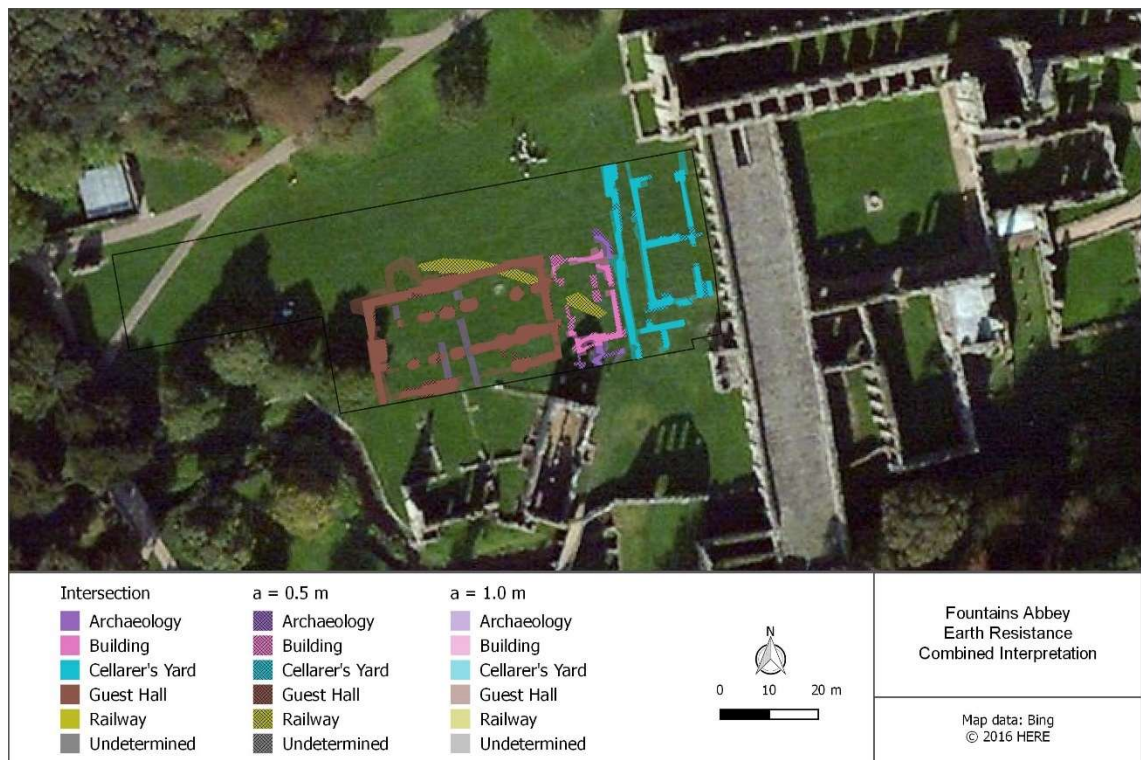 Intersection
Archaeology
Building
Cellarer's Yard
Guest Hall
Railway
Undetermined
a = 0.5 m
Archaeology
Building
Cellarer's Yard
Guest Hall
Railway
Undetermined
a = 1.0 m
Archaeology
Building
Cellarer's Yard
Guest Hall
Railway
Undetermined
N
0 10 20 m
Fountains Abbey
Earth Resistance
Combined Interpretation
Map data: Bing
© 2016 HERE